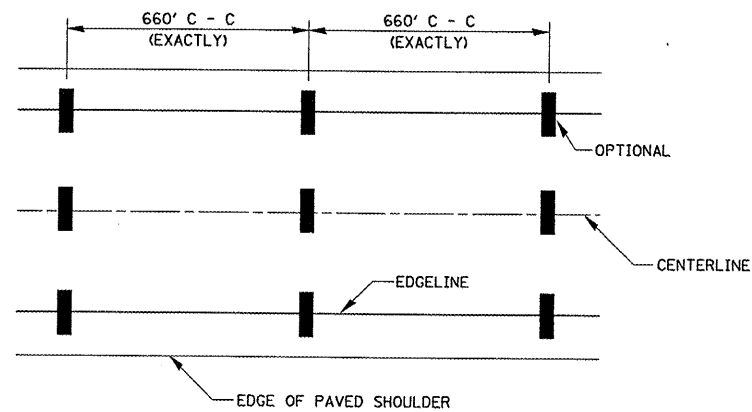 660' C - C
(EXACTLY)
660' C - C
(EXACTLY)
OPTIONAL
CENTERLINE
EDGELINE
EDGE OF PAVED SHOULDER